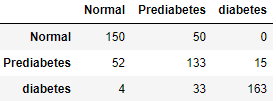 Normal Prediabetes diabetes
Normal 150 50 0
Prediabetes 52 133 15
diabetes 4 33 163